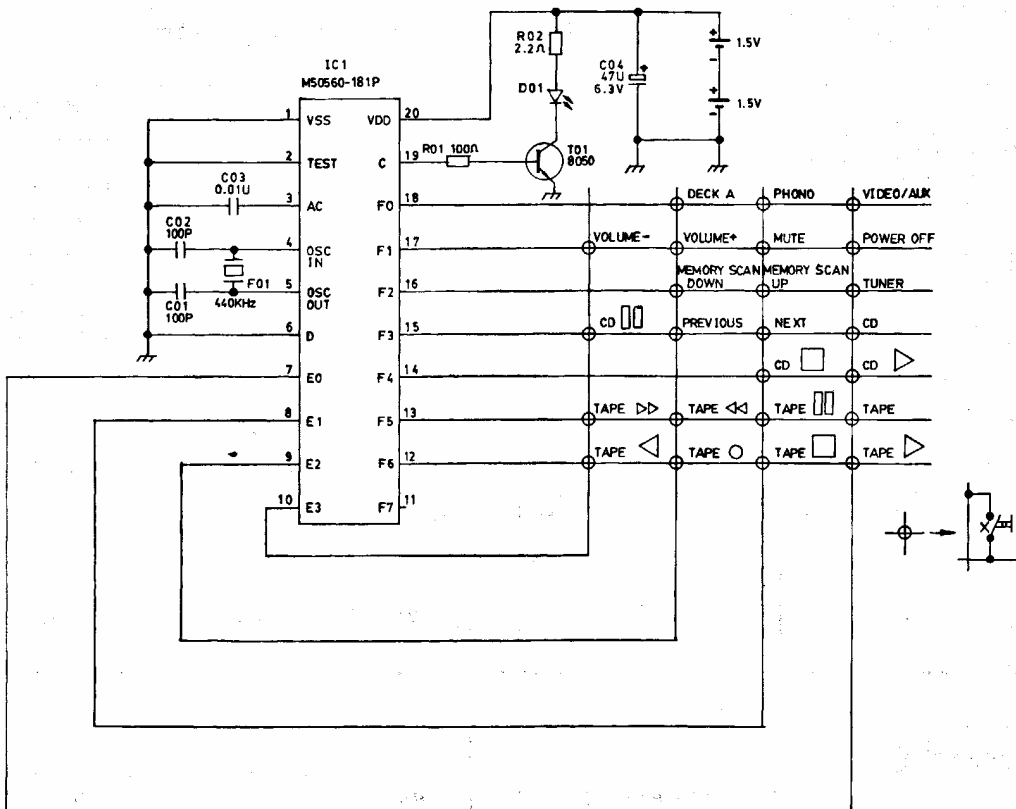 R02
2.2Ω
D01
C04
47U
6.3V
+
+
-
1.5V
+
-
1.5V
IC1
M50560-181P
1
VSS
VDD
20
2
TEST
C
19
R01 100Ω
T01
8050
C03
0.01U
3
AC
F0
18
DECK A
PHONO
VIDEO/AUX
C02
100P
4
OSC
IN
F1
17
VOLUME-
VOLUME+
MUTE
POWER OFF
F01
440KHz
C01
100P
5
OSC
OUT
F2
16
MEMORY SCAN
DOWN
MEMORY SCAN
UP
TUNER
6
D
F3
15
CD
PREVIOUS
NEXT
CD
7
E0
F4
14
CD
CD
8
E1
F5
13
TAPE
TAPE
TAPE
TAPE
9
E2
F6
12
TAPE
TAPE
TAPE
TAPE
10
E3
F7
11